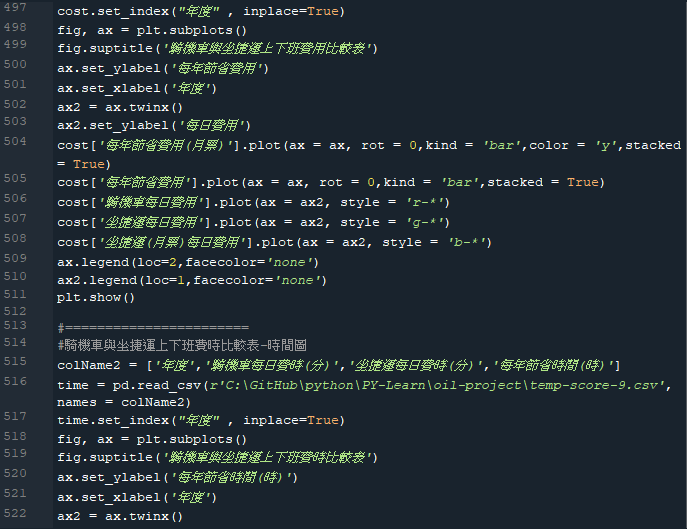 497 cost.set_index("年度" , inplace=True)
498 fig, ax = plt.subplots()
499 fig.suptitle('騎機車與坐捷運上下班費用比較表')
500 ax.set_ylabel('每年節省費用')
501 ax.set_xlabel('年度')
502 ax2 = ax.twinx()
503 ax2.set_ylabel('每日費用')
504 cost['每年節省費用(月票)'].plot(ax = ax, rot = 0,kind = 'bar',color = 'y',stacked
= True)
505 cost['每年節省費用'].plot(ax = ax, rot = 0,kind = 'bar',stacked = True)
506 cost['騎機車每日費用'].plot(ax = ax2, style = 'r-*')
507 cost['坐捷運每日費用'].plot(ax = ax2, style = 'g-*')
508 cost['坐捷運(月票)每日費用'].plot(ax = ax2, style = 'b-*')
509 ax.legend(loc=2,facecolor='none')
510 ax2.legend(loc=1,facecolor='none')
511 plt.show()
512
513 #=======================
514 #騎機車與坐捷運上下班費時比較表-時間圖
515 colName2 = ['年度','騎機車每日費時(分)','坐捷運每日費時(分)','每年節省時間(時)']
516 time = pd.read_csv(r'C:\GitHub\python\PY-Learn\oil-project\temp-score-9.csv',
names = colName2)
517 time.set_index("年度" , inplace=True)
518 fig, ax = plt.subplots()
519 fig.suptitle('騎機車與坐捷運上下班費時比較表')
520 ax.set_ylabel('每年節省時間(時)')
521 ax.set_xlabel('年度')
522 ax2 = ax.twinx()